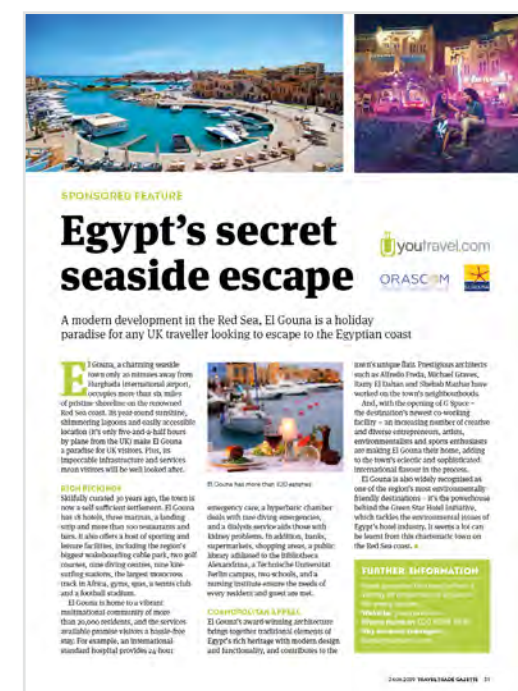 SPONSORED FEATURE
Egypt's secret
seaside escape
youtravel.com
ORASCOM
A modern development in the Red Sea, El Gouna is a holiday
paradise for any UK traveller looking to escape to the Egyptian coast
El Gouna, a charming seaside
town only 20 minutes away from
Hurghada international airport,
occupies more than six miles
of pristine shoreline on the renowned
Red Sea coast. Its year-round sunshine,
shimmering lagoons and easily accessible
location (it's only five-and-a-half hours
by plane from the UK) make El Gouna
a paradise for UK visitors. Plus, its
impeccable infrastructure and services
mean visitors will be well looked after.
RICH PICKINGS
Skilfully curated 30 years ago, the town is
now a self sufficient settlement. El Gouna
has 18 hotels, three marinas, a landing
strip and more than 100 restaurants and
bars. It also offers a host of sporting and
leisure facilities, including the region's
biggest wakeboarding cable park, two golf
courses, nine diving centres, nine kite-
surfing stations, the largest motocross
track in Africa, gyms, spas, a tennis club
and a football stadium.
El Gouna is home to a vibrant
multinational community of more
than 20,000 residents, and the services
available promise visitors a hassle-free
stay. For example, an international-
standard hospital provides 24-hour
El Gouna has more than 100 eateries
emergency care, a hyperbaric chamber
deals with rare diving emergencies,
and a dialysis service aids those with
kidney problems. In addition, banks,
supermarkets, shopping areas, a public
library affiliated to the Bibliotheca
Alexandrina, a Technische Universitat
Berlin campus, two schools, and a
nursing institute ensure the needs of
every resident and guest are met.
COSMOPOLITAN APPEAL
El Gouna's award-winning architecture
brings together traditional elements of
Egypt's rich heritage with modern design
and functionality, and contributes to the
town's unique flair. Prestigious architects
such as Alfredo Freda, Michael Graves,
Ramy El Dahan and Shehab Mazhar have
worked on the town's neighbourhoods.
And, with the opening of G Space –
the destination's newest co-working
facility – an increasing number of creative
and diverse entrepreneurs, artists,
environmentalists and sports enthusiasts
are making El Gouna their home, adding
to the town's eclectic and sophisticated
international flavour in the process.
El Gouna is also widely recognised as
one of the region's most environmentally
friendly destinations – it's the powerhouse
behind the Green Star Hotel initiative,
which tackles the environmental issues of
Egypt's hotel industry. It seems a lot can
be learnt from this charismatic town on
the Red Sea coast.
FURTHER INFORMATION
TRAVEL TRADE GAZETTE